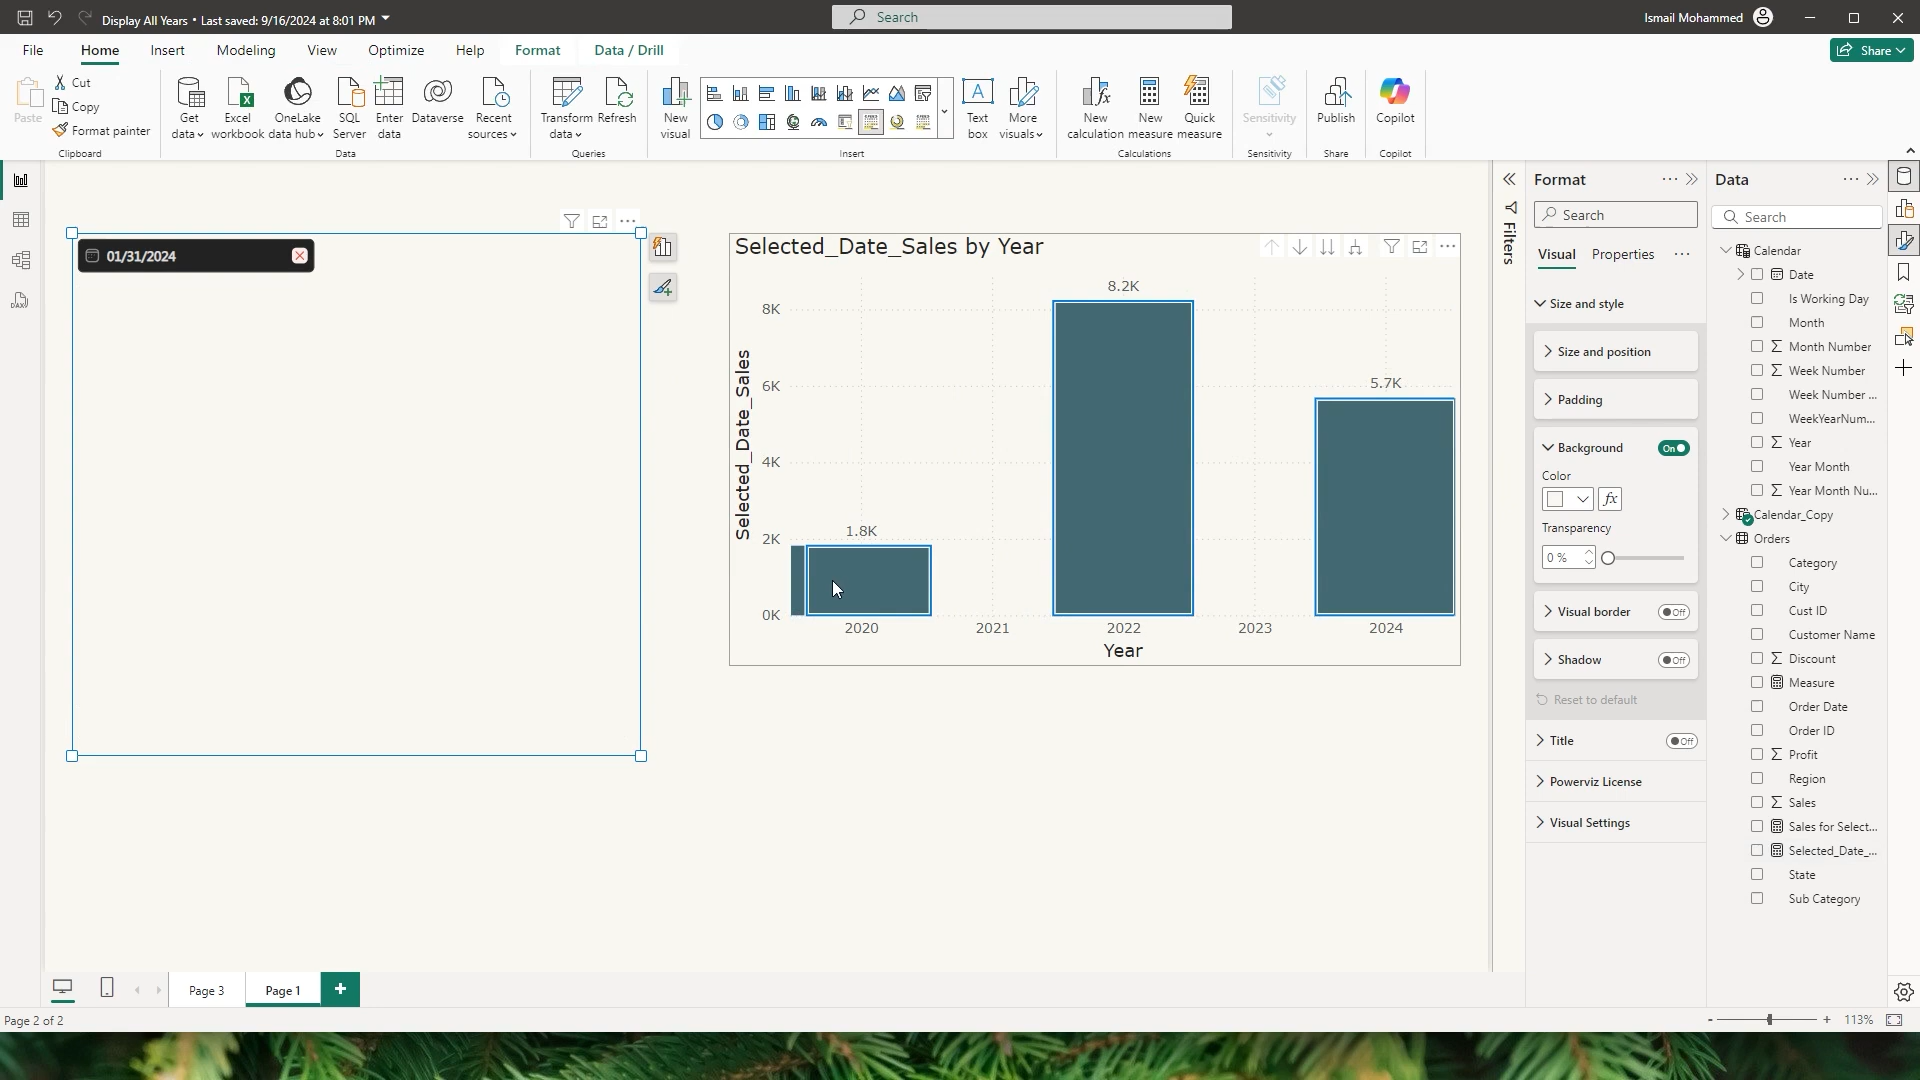 Display All Years • Last saved: 9/16/2024 at 8:01 PM
Search
Ismail Mohammed
File
Home
Insert
Modeling
View
Optimize
Help
Format
Data / Drill
Share
Paste
Cut
Copy
Format painter
Clipboard
Get data
Excel workbook
OneLake data hub
SQL Server
Enter data
Dataverse
Recent sources
Data
Transform data
Refresh
Queries
New visual
Text box
More visuals
Insert
New calculation
New measure
Quick measure
Calculations
Sensitivity
Sensitivity
Publish
Share
Copilot
Copilot
01/31/2024
Selected_Date_Sales by Year
Selected_Date_Sales
8K
6K
4K
2K
0K
1.8K
8.2K
5.7K
2020
2021
2022
2023
2024
Year
Filters
Format
Search
Visual
Properties
Size and style
Size and position
Padding
Background
On
Color
fx
Transparency
0 %
Visual border
Off
Shadow
Off
Reset to default
Title
Off
Powerviz License
Visual Settings
Data
Search
Calendar
Date
Is Working Day
Month
Month Number
Week Number
Week Number ...
WeekYearNum...
Year
Year Month
Year Month Nu...
Calendar_Copy
Orders
Category
City
Cust ID
Customer Name
Discount
Measure
Order Date
Order ID
Profit
Region
Sales
Sales for Select...
Selected_Date_...
State
Sub Category
Page 3
Page 1
+
Page 2 of 2
- + 113%